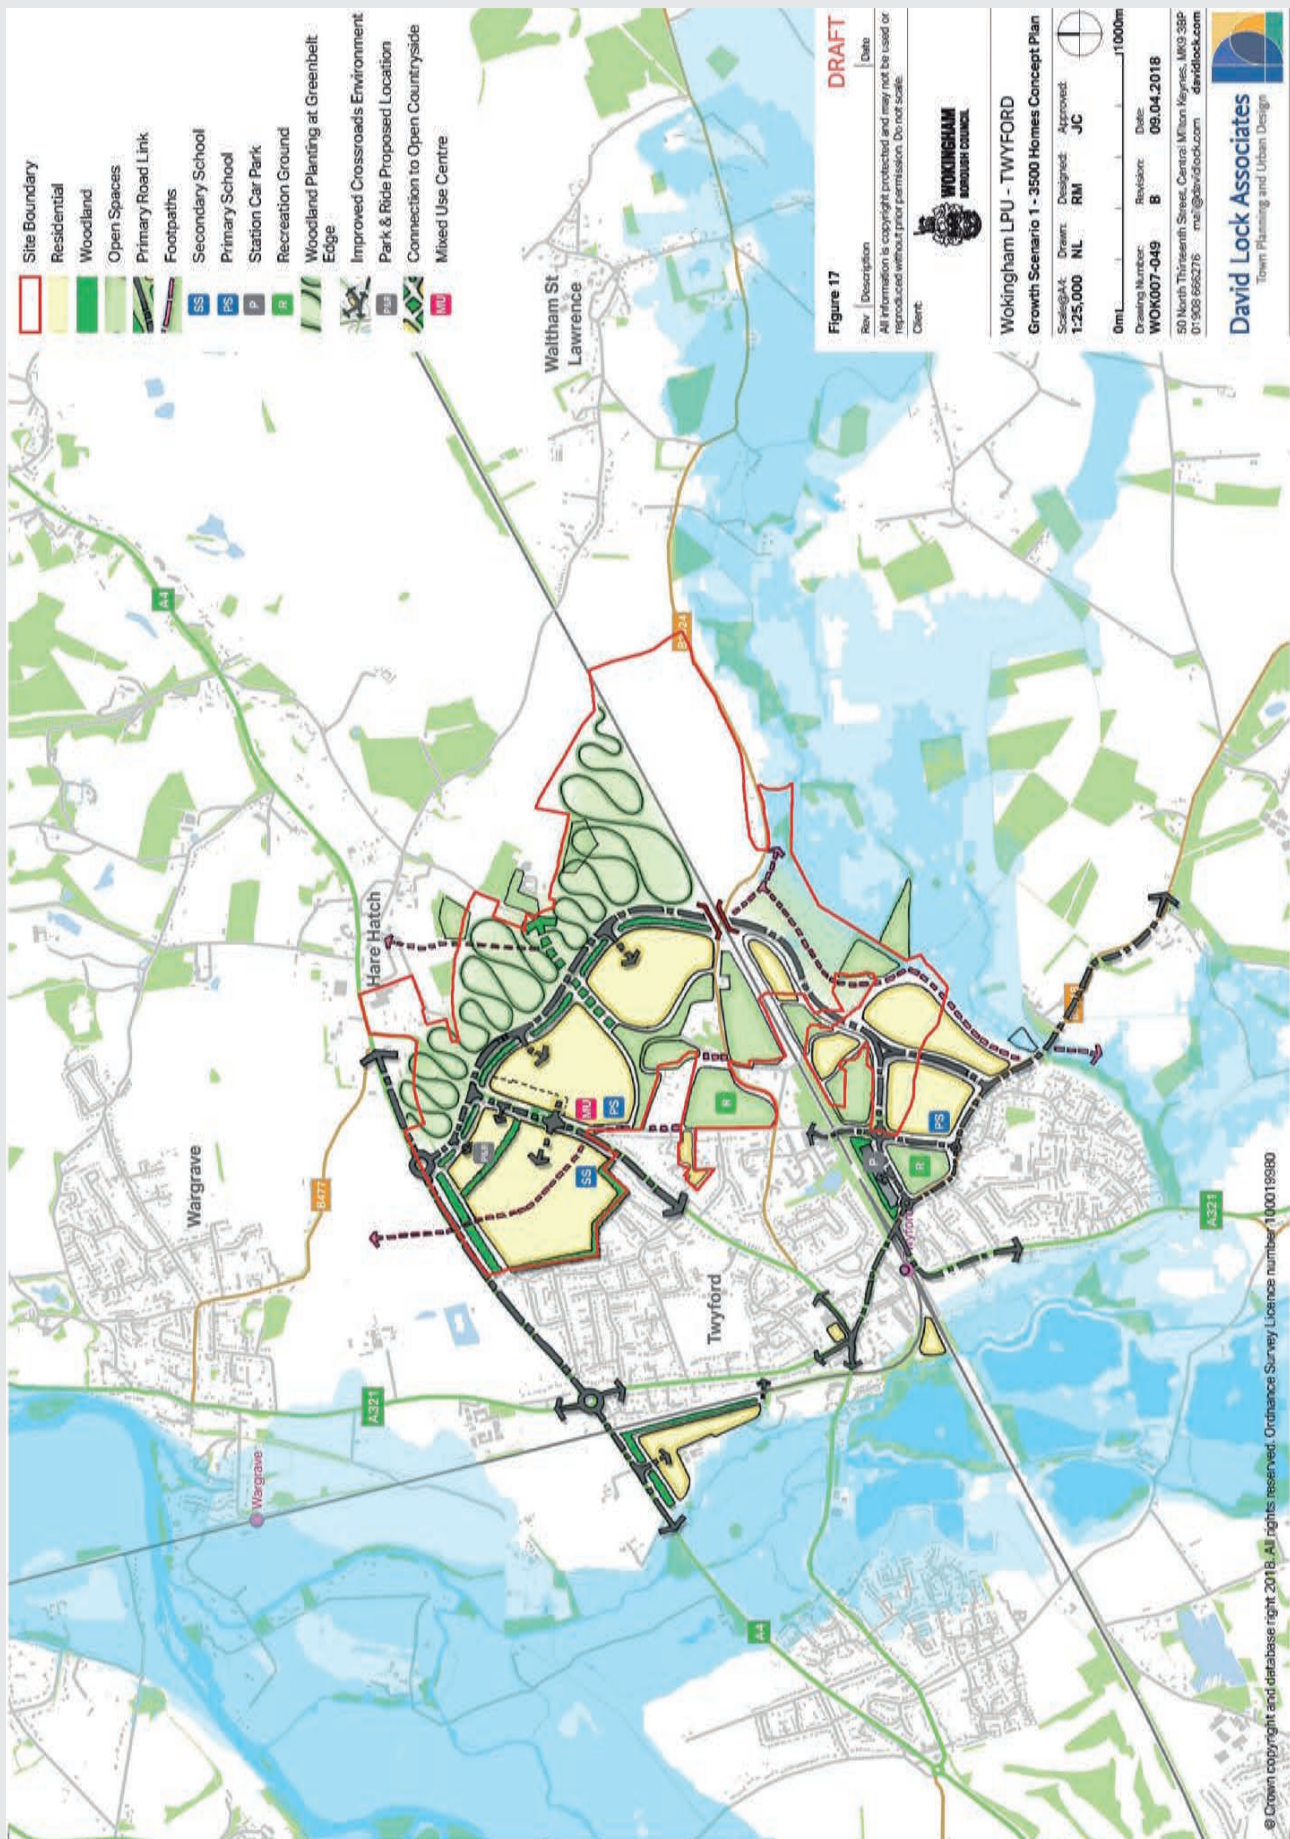 Site Boundary
Residential
Woodland
Open Spaces
Primary Road Link
Footpaths
SS Secondary School
PS Primary School
P Station Car Park
R Recreation Ground
Woodland Planting at Greenbelt
Edge
Improved Crossroads Environment
P&R Park & Ride Proposed Location
Connection to Open Countryside
MU Mixed Use Centre
Figure 17
DRAFT
Rev
Description
Date
All information is copyright protected and may not be used or
reproduced without prior permission. Do not scale.
Client:
WOKINGHAM
BOROUGH COUNCIL
Wokingham LPU - TWYFORD
Growth Scenario 1 - 3500 Homes Concept Plan
Scale@A4: Drawn: Designed: Approved:
1:25,000 NL RM JC
0m
1000m
Drawing Number: Revision: Date:
WOK007-049 B 09.04.2018
50 North Thirteenth Street, Central Milton Keynes, MK9 3BP
01908 666276 mail@davidlock.com davidlock.com
David Lock Associates
Town Planning and Urban Design
Wargrave
Wargrave
Hare Hatch
Waltham St
Lawrence
Twyford
A4
A4
A321
A321
B477
MU
PS
SS
P&R
R
PS
P
R
© Crown copyright and database right 2018. All rights reserved. Ordnance Survey Licence number 100019980